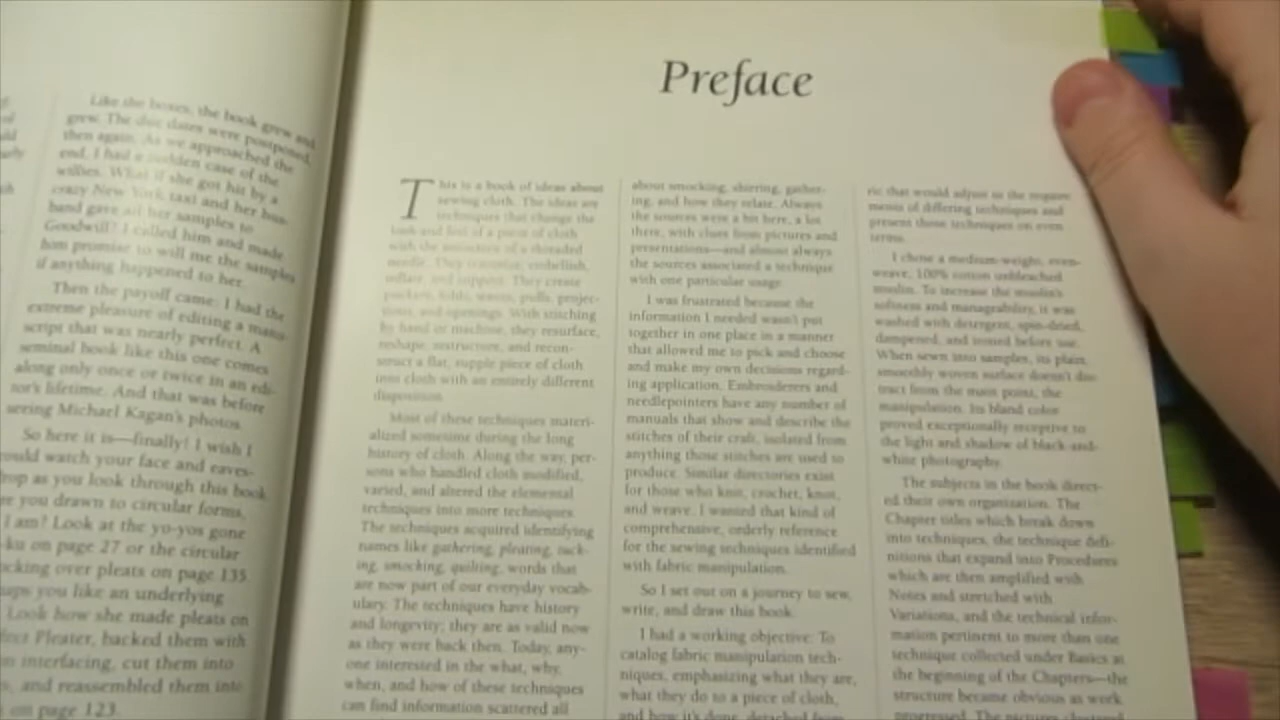 Like the boxes, the book grew and
grew. The due dates were postponed,
then again. As we approached the
end, I had a sudden case of the
willies. What if she got hit by a
crazy New York taxi and her hus-
band gave all her samples to
Goodwill? I called him and made
him promise to will me the samples
if anything happened to her.
Then the payoff came: I had the
extreme pleasure of editing a manu-
script that was nearly perfect. A
seminal book like this one comes
along only once or twice in an edi-
tor's lifetime. And that was before
seeing Michael Kagan's photos.
So here it is—finally! I wish I
could watch your face and eaves-
drop as you look through this book.
you drawn to circular forms,
I am? Look at the yo-yos gone
on page 27 or the circular
over pleats on page 135.
you like an underlying
Look how she made pleats on
Pleater, backed them with
interfacing, cut them into
and reassembled them into
on page 123.
Preface
This is a book of ideas about
sewing cloth. The ideas are
techniques that change the
look and feel of a piece of cloth
with the of a threaded
needle. They embellish,
inflate, and support. They create
projec-
tions, and openings. With stitching
by hand or machine, they resurface,
reshape, restructure, and recon-
struct a flat, supple piece of cloth
into cloth with an entirely different
disposition.
Most of these techniques materi-
alized sometime during the long
history of cloth. Along the way, per-
sons who handled cloth modified,
varied, and altered the elemental
techniques into more techniques.
The techniques acquired identifying
names like gathering, pleating, tuck-
ing, smocking, quilting, words that
are now part of our everyday vocab-
ulary. The techniques have history
and longevity; they are as valid now
as they were back then. Today, any-
one interested in the what, why,
when, and how of these techniques
can find information scattered all
about smocking, shirring, gather-
ing, and how they relate. Always
the sources were a bit here, a lot
there, with clues from pictures and
presentations—and almost always
the sources associated a technique
with one particular usage.
I was frustrated because the
information I needed wasn't put
together in one place in a manner
that allowed me to pick and choose
and make my own decisions regard-
ing application. Embroiderers and
needlepointers have any number of
manuals that show and describe the
stitches of their craft, isolated from
anything those stitches are used to
produce. Similar directories exist
for those who knit, crochet, knot,
and weave. I wanted that kind of
comprehensive, orderly reference
for the sewing techniques identified
with fabric manipulation.
So I set out on a journey to sew,
write, and draw this book.
I had a working objective: To
catalog fabric manipulation tech-
niques, emphasizing what they are,
what they do to a piece of cloth,
and how it's done, detached from
ric that would adjust to the require-
ments of differing techniques and
present those techniques on even
terms.
I chose a medium-weight, even-
weave, 100% cotton unbleached
muslin. To increase the muslin's
softness and manageability, it was
washed with detergent, spin-dried,
dampened, and ironed before use.
When sewn into samples, its plain,
smoothly woven surface doesn't dis-
tract from the main point, the
manipulation. Its bland color
proved exceptionally receptive to
the light and shadow of black-and-
white photography.
The subjects in the book direct-
ed their own organization. The
Chapter titles which break down
into techniques, the technique defi-
nitions that expand into Procedures
which are then amplified with
Notes and stretched with
Variations, and the technical infor-
mation pertinent to more than one
technique collected under Basics at
the beginning of the Chapters—the
structure became obvious as work
progressed. The pictures